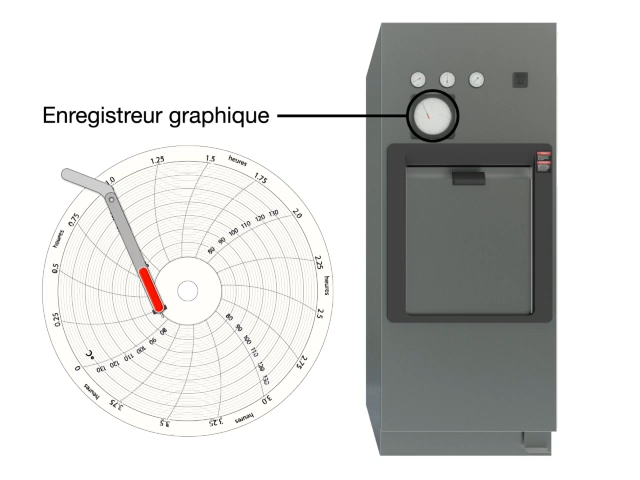 Enregistreur graphique
1.0
1.25
1.5
heures
1.75
2.0
2.25
heures
2.5
2.75
3.0
heures
3.25
3.5
3.75
heures
0
0.25
0.5
heures
0.75
80 90 100 110 120 130
80 90 100 110 120 130
80 90 100 110 120 130
°C